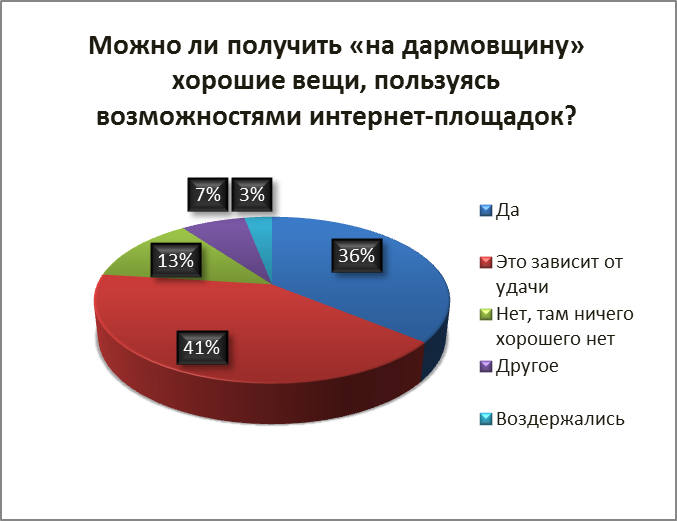 Можно ли получить «на дармовщину»
хорошие вещи, пользуясь
возможностями интернет-площадок?
7%
3%
36%
13%
41%
Да
Это зависит от
удачи
Нет, там ничего
хорошего нет
Другое
Воздержались